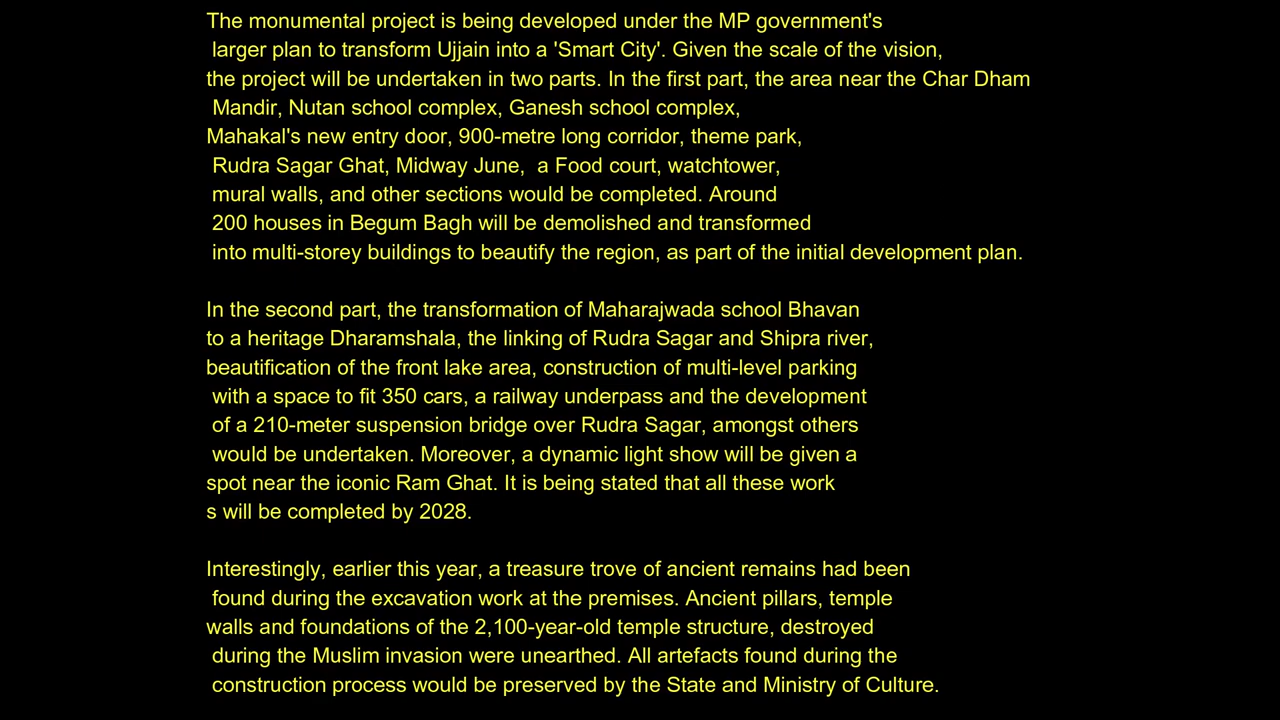 The monumental project is being developed under the MP government's
larger plan to transform Ujjain into a 'Smart City'. Given the scale of the vision,
the project will be undertaken in two parts. In the first part, the area near the Char Dham
Mandir, Nutan school complex, Ganesh school complex,
Mahakal's new entry door, 900-metre long corridor, theme park,
Rudra Sagar Ghat, Midway June,  a Food court, watchtower,
mural walls, and other sections would be completed. Around
200 houses in Begum Bagh will be demolished and transformed
into multi-storey buildings to beautify the region, as part of the initial development plan.

In the second part, the transformation of Maharajwada school Bhavan
to a heritage Dharamshala, the linking of Rudra Sagar and Shipra river,
beautification of the front lake area, construction of multi-level parking
with a space to fit 350 cars, a railway underpass and the development
of a 210-meter suspension bridge over Rudra Sagar, amongst others
would be undertaken. Moreover, a dynamic light show will be given a
spot near the iconic Ram Ghat. It is being stated that all these work
s will be completed by 2028.

Interestingly, earlier this year, a treasure trove of ancient remains had been
found during the excavation work at the premises. Ancient pillars, temple
walls and foundations of the 2,100-year-old temple structure, destroyed
during the Muslim invasion were unearthed. All artefacts found during the
construction process would be preserved by the State and Ministry of Culture.